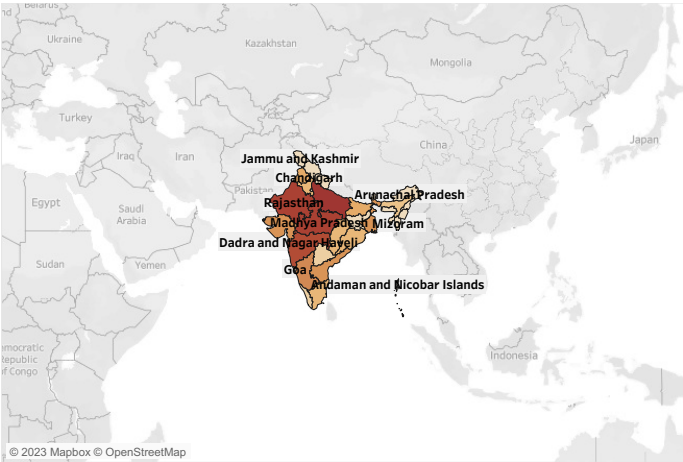 Belarus
Ukraine
Kazakhstan
Mongolia
Turkey
China
Japan
Iraq
Iran
Jammu and Kashmir
Chandigarh
Pakistan
Arunachal Pradesh
Egypt
Saudi
Arabia
Rajasthan
Madhya Pradesh
Mizoram
Dadra and Nagar Haveli
Sudan
Yemen
Goa
Andaman and Nicobar Islands
mocratic
Republic
of Congo
Indonesia
© 2023 Mapbox © OpenStreetMap